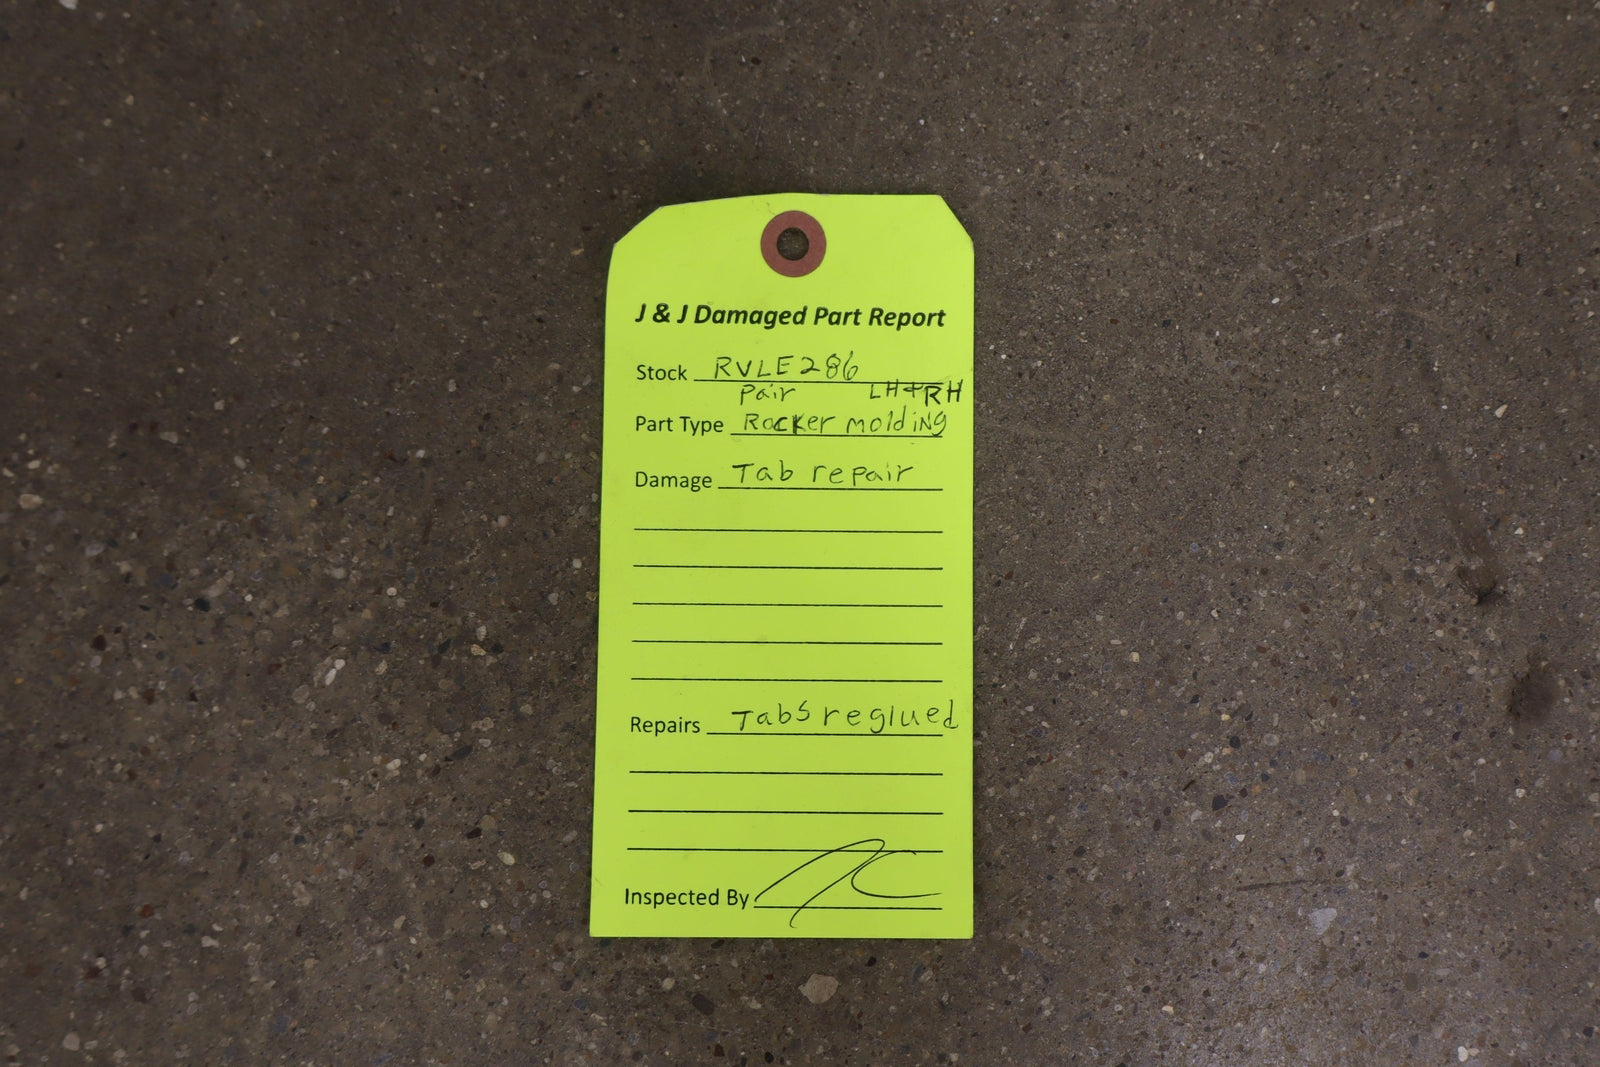 J & J Damaged Part Report
Stock RVLE286
Pair LH+RH
Part Type Rocker molding
Damage Tab repair
Repairs Tabs reglued
Inspected By